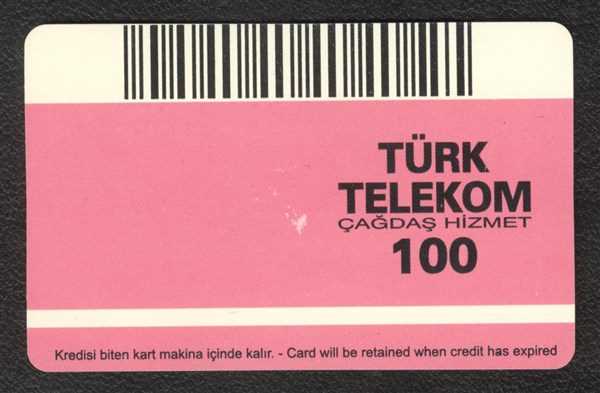 TÜRK
TELEKOM
ÇAĞDAŞ HİZMET
100
Kredisi biten kart makina içinde kalır. - Card will be retained when credit has expired